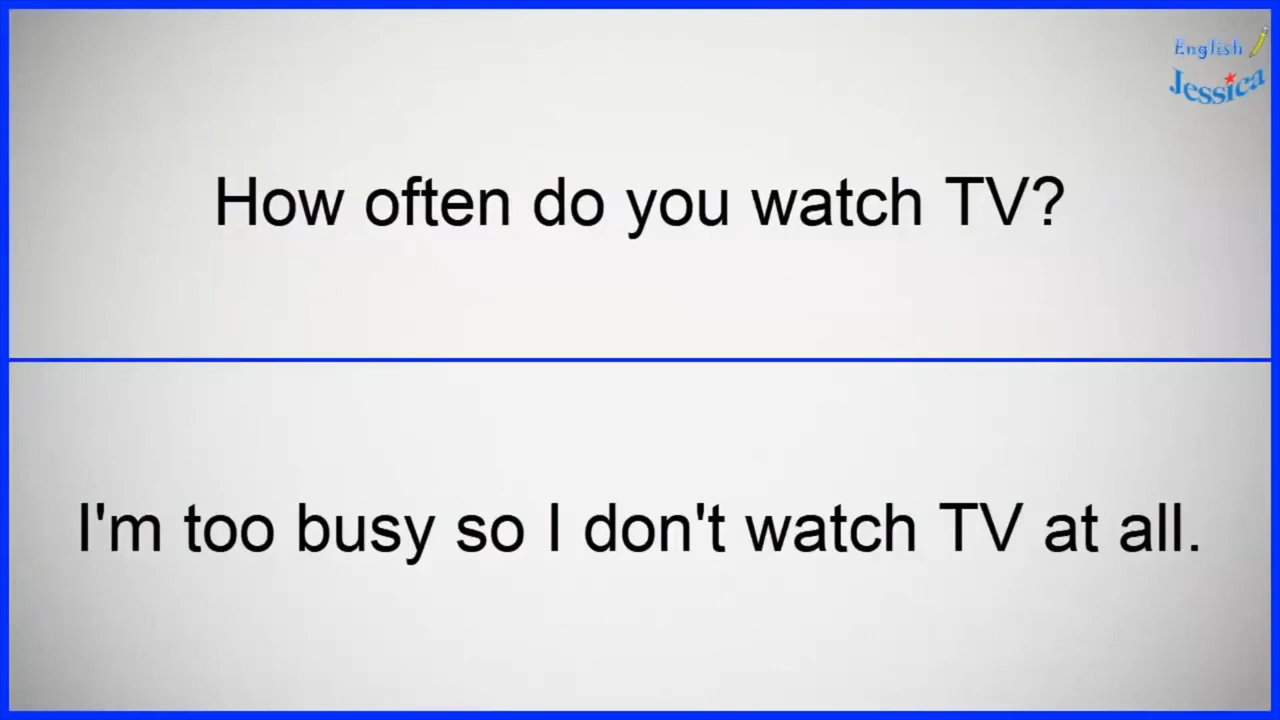 English
Jessica
How often do you watch TV?
I'm too busy so I don't watch TV at all.